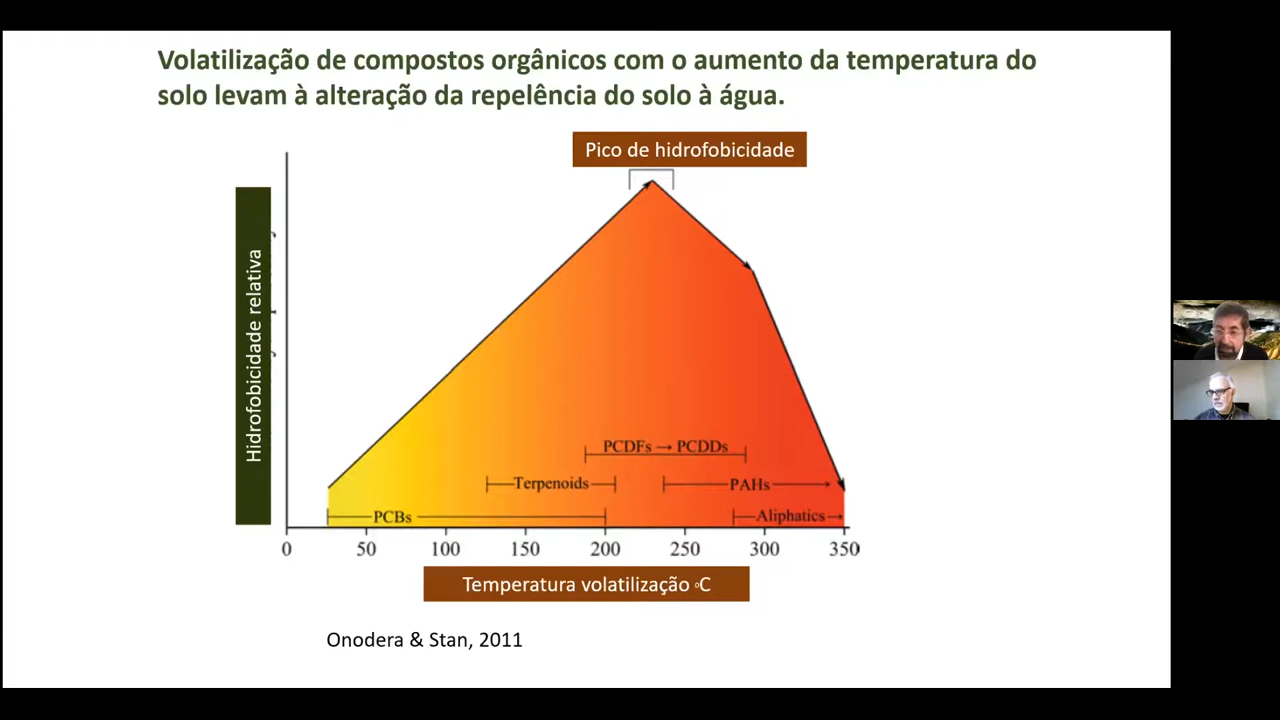 Volatilização de compostos orgânicos com o aumento da temperatura do
solo levam à alteração da repelência do solo à água.
Pico de hidrofobicidade
Hidrofobicidade relativa
PCDFs → PCDDs
Terpenoids
PAHs
PCBs
Aliphatics
0 50 100 150 200 250 300 350
Temperatura volatilização °C
Onodera & Stan, 2011